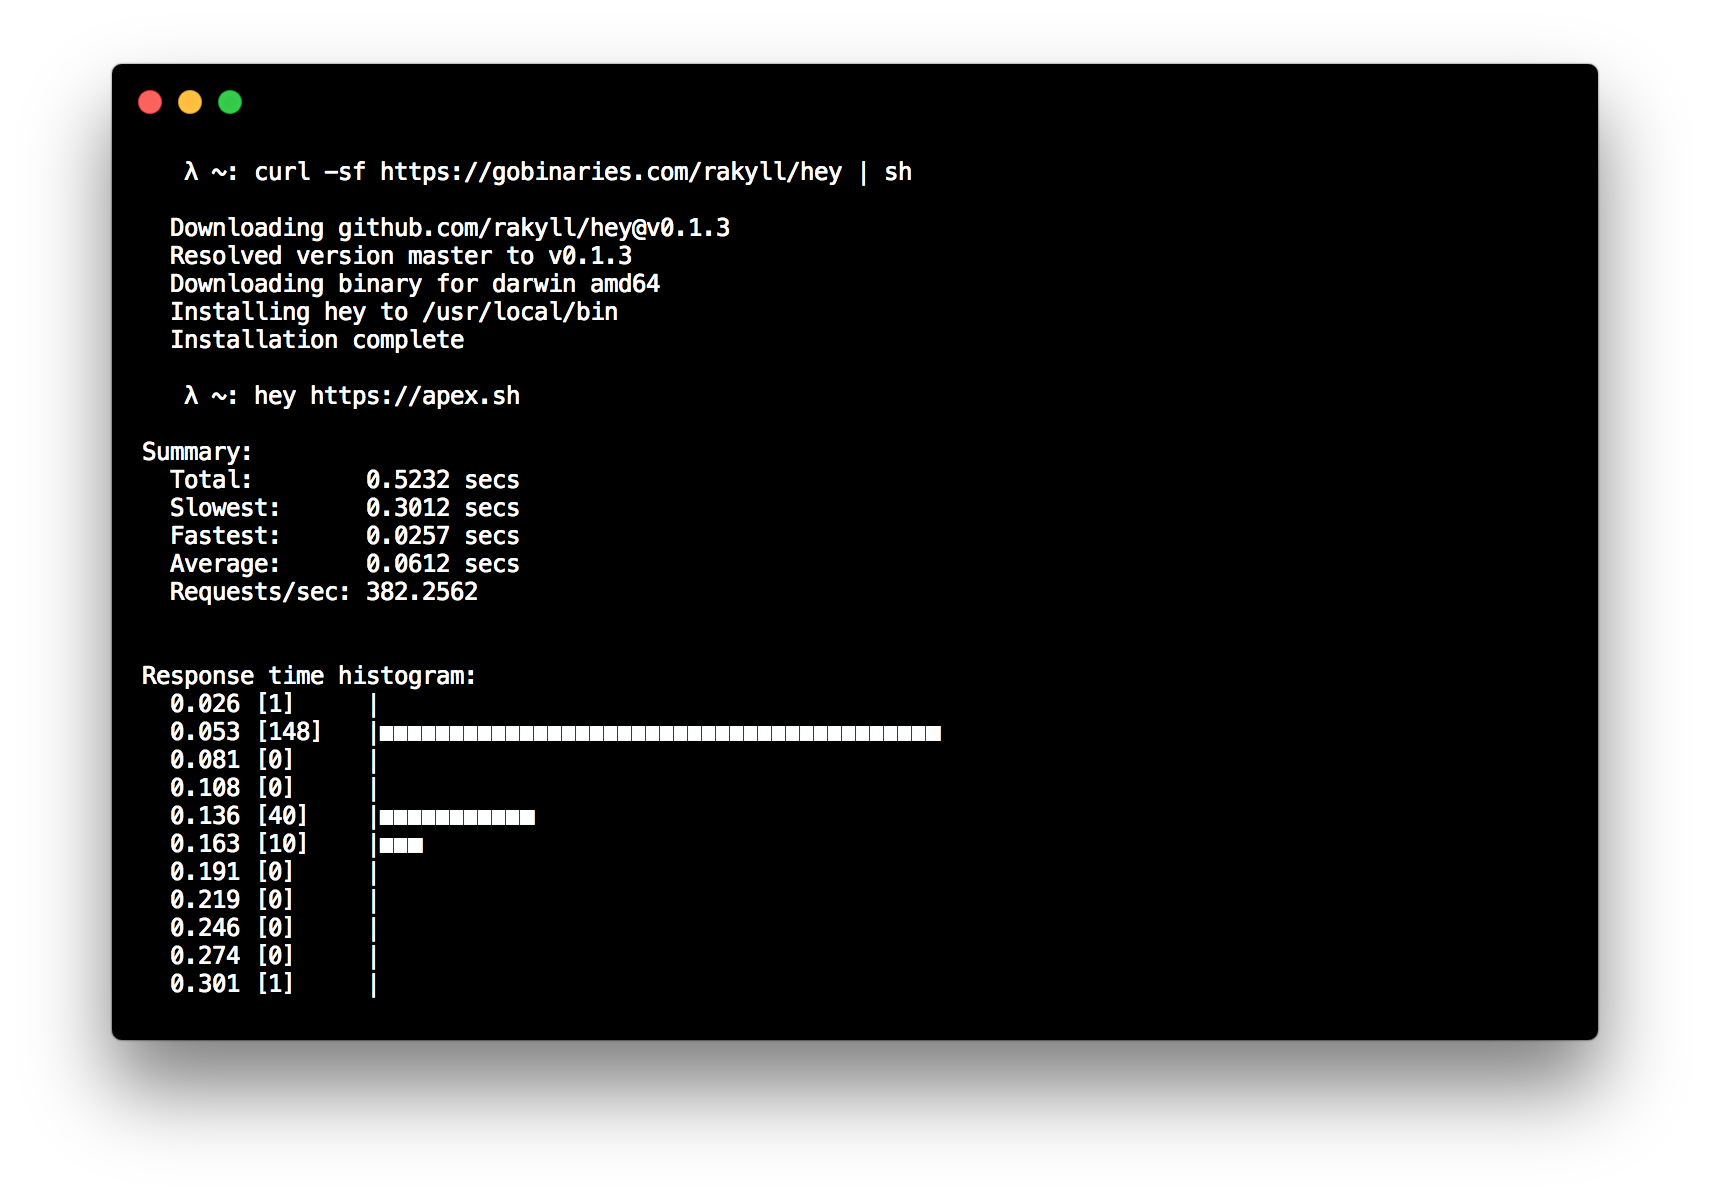 λ ~: curl -sf https://gobinaries.com/rakyll/hey | sh
Downloading github.com/rakyll/hey@v0.1.3
Resolved version master to v0.1.3
Downloading binary for darwin amd64
Installing hey to /usr/local/bin
Installation complete
λ ~: hey https://apex.sh
Summary:
Total: 0.5232 secs
Slowest: 0.3012 secs
Fastest: 0.0257 secs
Average: 0.0612 secs
Requests/sec: 382.2562
Response time histogram:
0.026 [1] |
0.053 [148] |■■■■■■■■■■■■■■■■■■■■■■■■■■■■■■■■■■■■■■■■
0.081 [0] |
0.108 [0] |
0.136 [40] |■■■■■■■■■■■
0.163 [10] |■■■
0.191 [0] |
0.219 [0] |
0.246 [0] |
0.274 [0] |
0.301 [1] |